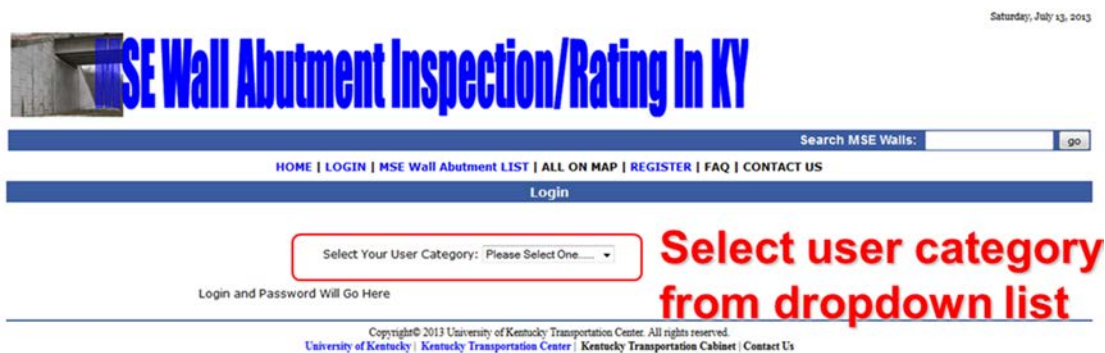 Saturday, July 13, 2013
MSE Wall Abutment Inspection/Rating In KY
Search MSE Walls: go
HOME | LOGIN | MSE Wall Abutment LIST | ALL ON MAP | REGISTER | FAQ | CONTACT US
Login
Select Your User Category: Please Select One......
Select user category
from dropdown list
Login and Password Will Go Here
Copyright© 2013 University of Kentucky Transportation Center. All rights reserved.
University of Kentucky | Kentucky Transportation Center | Kentucky Transportation Cabinet | Contact Us